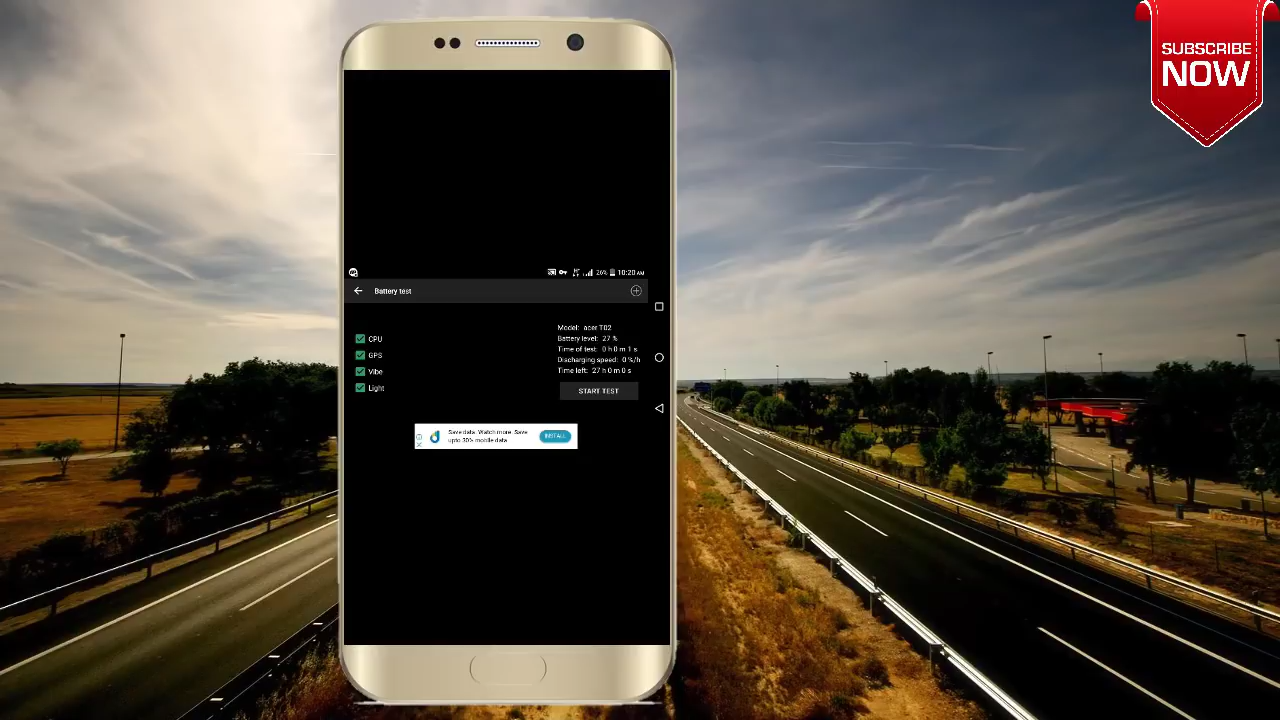 SUBSCRIBE
NOW
26% 10:20 AM
Battery test
CPU
GPS
Vibe
Light
Model: acer T02
Battery level: 27 %
Time of test: 0 h 0 m 1 s
Discharging speed: 0 %/h
Time left: 27 h 0 m 0 s
START TEST
Save data. Watch more. Save
upto 30% mobile data
INSTALL